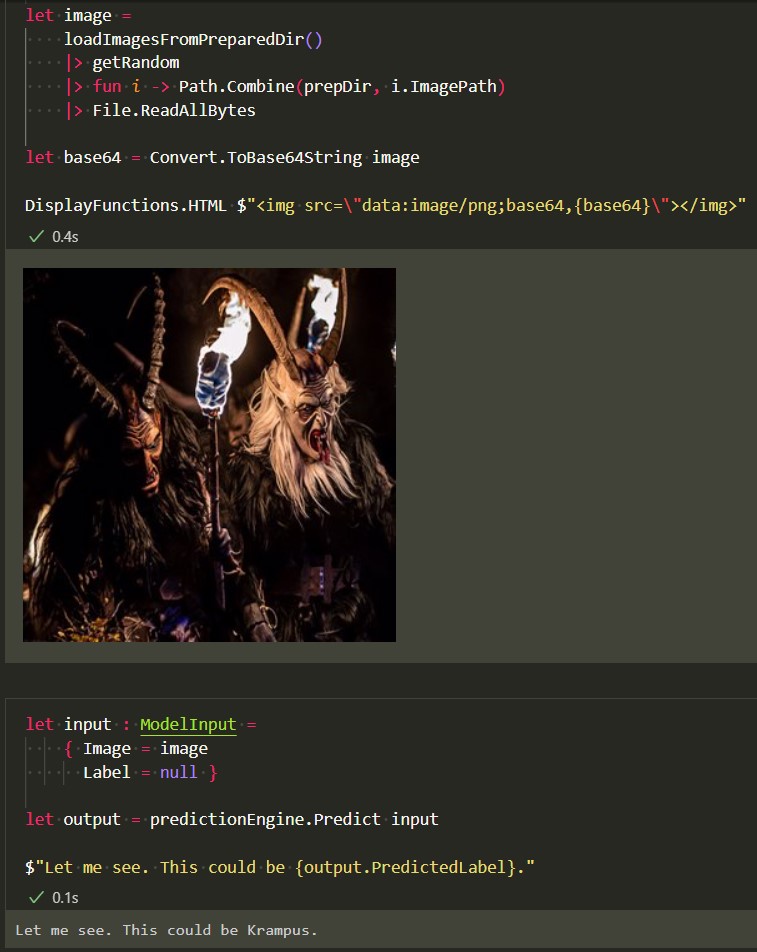 let image =
    loadImagesFromPreparedDir()
    |> getRandom
    |> fun i -> Path.Combine(prepDir, i.ImagePath)
    |> File.ReadAllBytes
let base64 = Convert.ToBase64String image
DisplayFunctions.HTML $"<img src=\"data:image/png;base64,{base64}\"></img>"
✓ 0.4s
let input : ModelInput =
    { Image = image
      Label = null }
let output = predictionEngine.Predict input
$"Let me see. This could be {output.PredictedLabel}."
✓ 0.1s
Let me see. This could be Krampus.